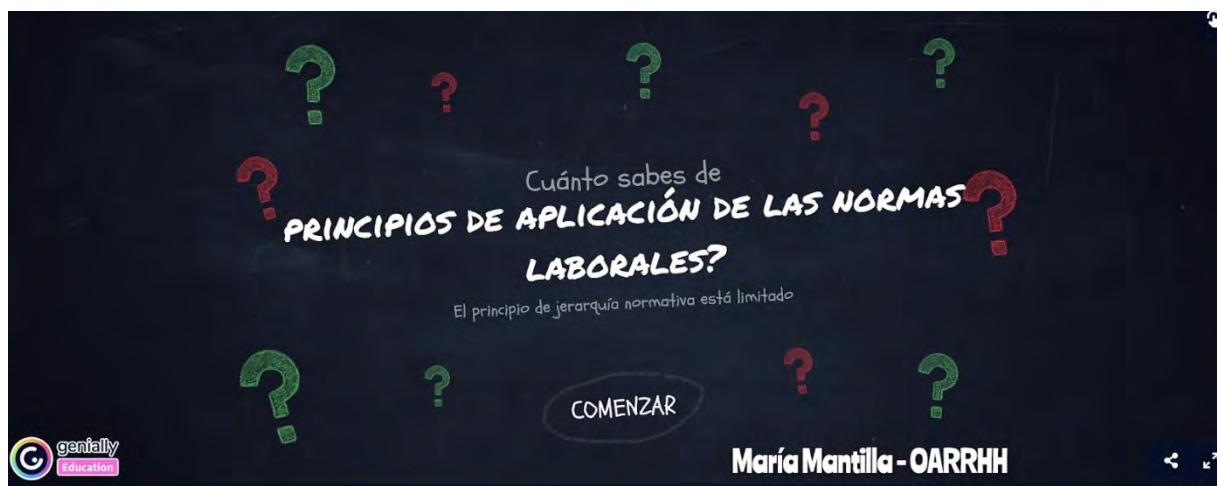 Cuánto sabes de
PRINCIPIOS DE APLICACIÓN DE LAS NORMAS
LABORALES?
El principio de jerarquía normativa está limitado
COMENZAR
genially
Education
María Mantilla - OARRHH